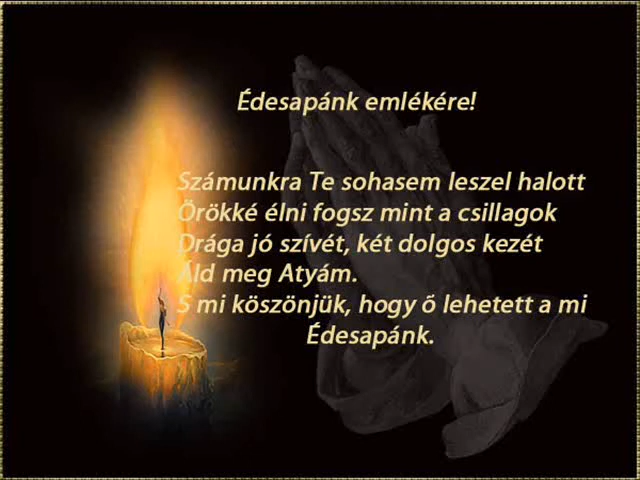 Édesapánk emlékére!
Számunkra Te sohasem leszel halott
Örökké élni fogsz mint a csillagok
Drága jó szívét, két dolgos kezét
Áld meg Atyám.
S mi köszönjük, hogy ő lehetett a mi
Édesapánk.